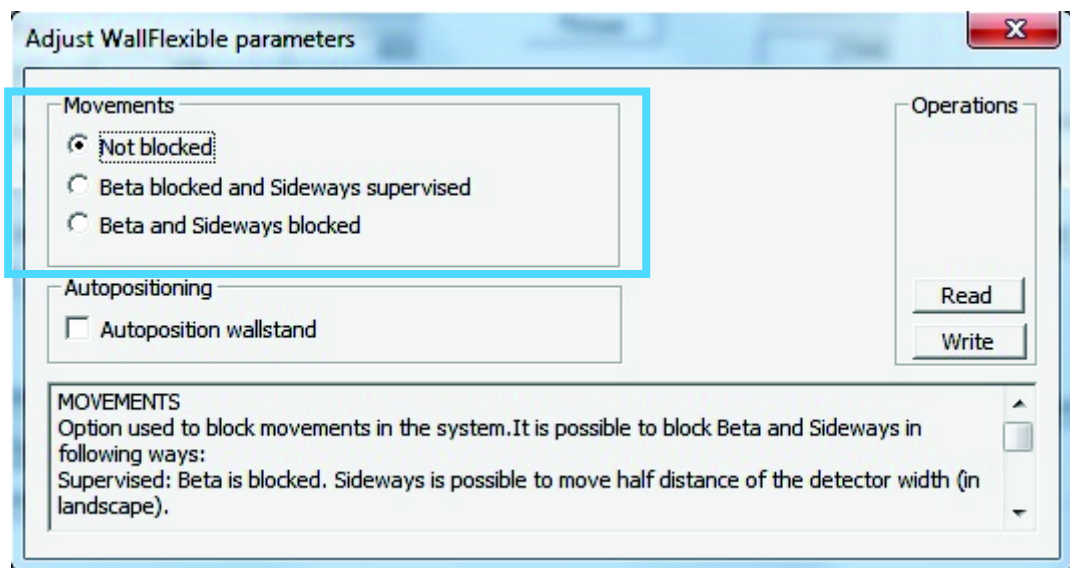 Adjust WallFlexible parameters
Movements
Not blocked
Beta blocked and Sideways supervised
Beta and Sideways blocked
Autopositioning
Autoposition wallstand
Operations
Read
Write
MOVEMENTS
Option used to block movements in the system.It is possible to block Beta and Sideways in
following ways:
Supervised: Beta is blocked. Sideways is possible to move half distance of the detector width (in
landscape).